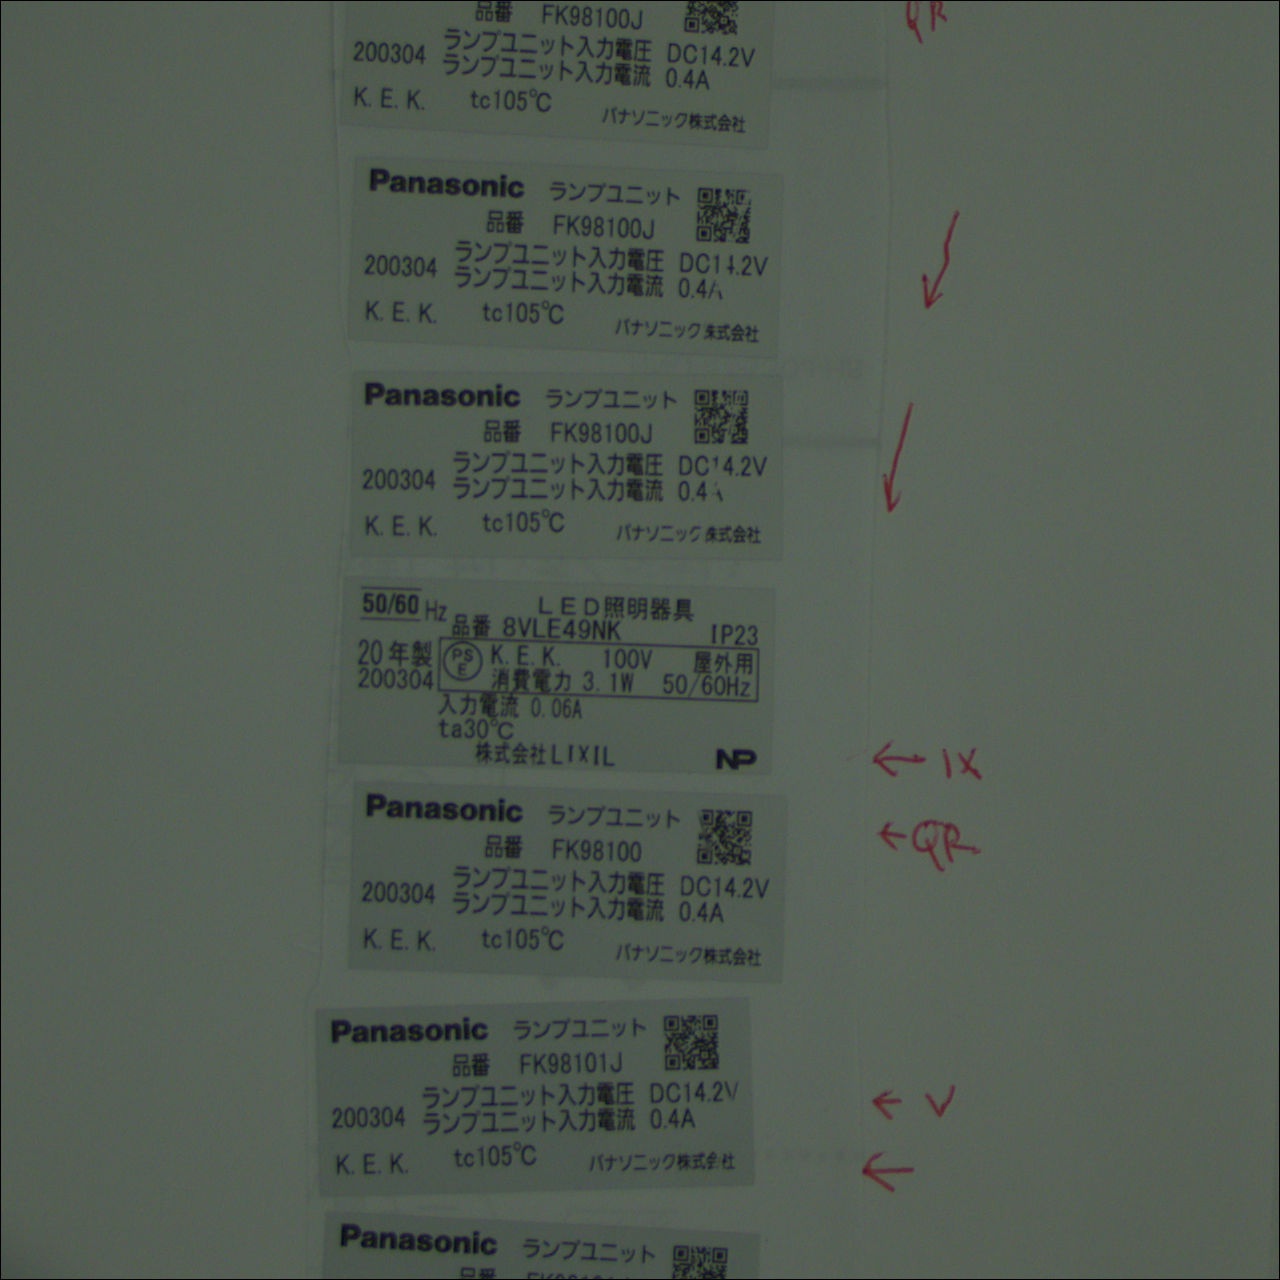 品番 FK98100J
QR
200304 ランプユニット入力電圧 DC14.2V
ランプユニット入力電流 0.4A
K.E.K. tc105℃ パナソニック株式会社
Panasonic ランプユニット
品番 FK98100J
200304 ランプユニット入力電圧 DC14.2V
ランプユニット入力電流 0.4A
K.E.K. tc105℃ パナソニック株式会社
Panasonic ランプユニット
品番 FK98100J
200304 ランプユニット入力電圧 DC14.2V
ランプユニット入力電流 0.4A
K.E.K. tc105℃ パナソニック株式会社
50/60 Hz LED照明器具
品番 8VLE49NK IP23
20年製 PSE K.E.K. 100V 屋外用
200304 消費電力 3.1W 50/60Hz
入力電流 0.06A
ta30℃
株式会社LIXIL NP
← IX
Panasonic ランプユニット
← QR
品番 FK98100
200304 ランプユニット入力電圧 DC14.2V
ランプユニット入力電流 0.4A
K.E.K. tc105℃ パナソニック株式会社
Panasonic ランプユニット
品番 FK98101J
200304 ランプユニット入力電圧 DC14.2V
← V
ランプユニット入力電流 0.4A
K.E.K. tc105℃ パナソニック株式会社
Panasonic ランプユニット
品番